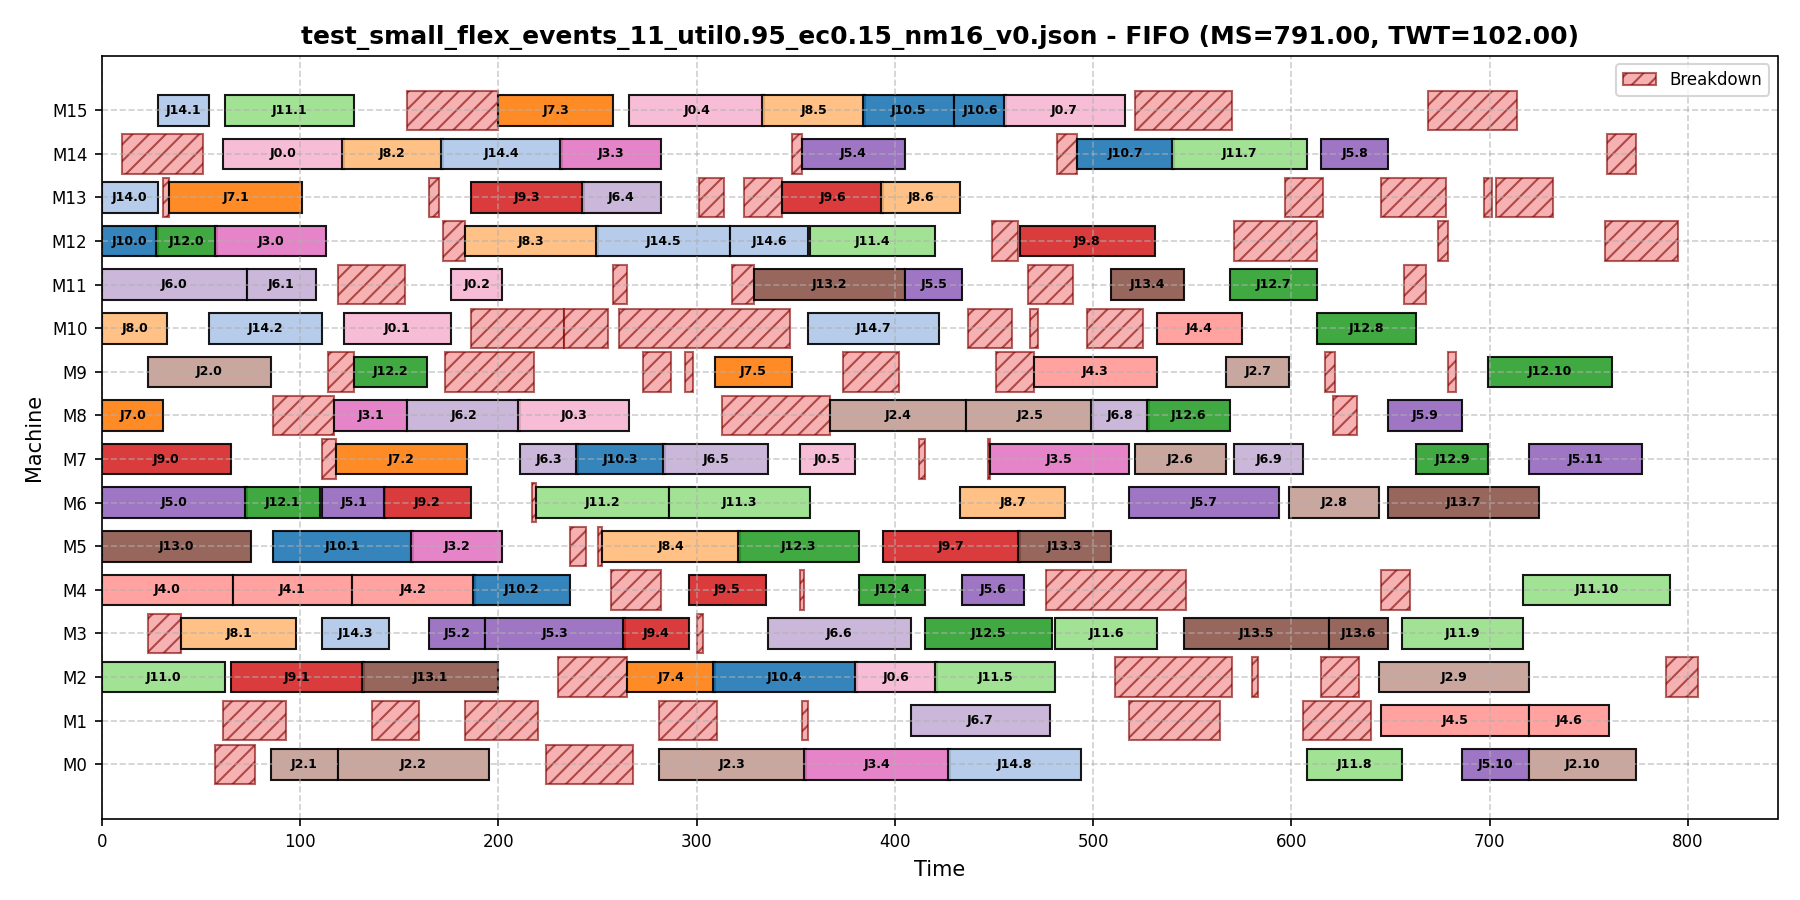 test_small_flex_events_11_util0.95_ec0.15_nm16_v0.json - FIFO (MS=791.00, TWT=102.00)
Breakdown
M15 J14.1 J11.1 J7.3 J0.4 J8.5 J10.5 J10.6 J0.7
M14 J0.0 J8.2 J14.4 J3.3 J5.4 J10.7 J11.7 J5.8
M13 J14.0 J7.1 J9.3 J6.4 J9.6 J8.6
M12 J10.0 J12.0 J3.0 J8.3 J14.5 J14.6 J11.4 J9.8
M11 J6.0 J6.1 J0.2 J13.2 J5.5 J13.4 J12.7
M10 J8.0 J14.2 J0.1 J14.7 J4.4 J12.8
M9 J2.0 J12.2 J7.5 J4.3 J2.7 J12.10
M8 J7.0 J3.1 J6.2 J0.3 J2.4 J2.5 J6.8 J12.6 J5.9
M7 J9.0 J7.2 J6.3 J10.3 J6.5 J0.5 J3.5 J2.6 J6.9 J12.9 J5.11
M6 J5.0 J12.1 J5.1 J9.2 J11.2 J11.3 J8.7 J5.7 J2.8 J13.7
M5 J13.0 J10.1 J3.2 J8.4 J12.3 J9.7 J13.3
M4 J4.0 J4.1 J4.2 J10.2 J9.5 J12.4 J5.6 J11.10
M3 J8.1 J14.3 J5.2 J5.3 J9.4 J6.6 J12.5 J11.6 J13.5 J13.6 J11.9
M2 J11.0 J9.1 J13.1 J7.4 J10.4 J0.6 J11.5 J2.9
M1 J6.7 J4.5 J4.6
M0 J2.1 J2.2 J2.3 J3.4 J14.8 J11.8 J5.10 J2.10
0 100 200 300 400 500 600 700 800
Time
Machine